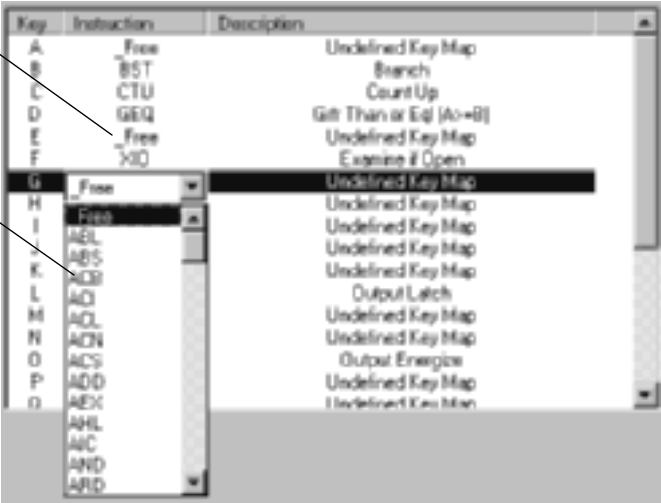 Key Instruction Description
A _Free Undefined Key Map
B BST Branch
C CTU Count Up
D GEQ Gttr Than or Eql (A>=B)
E _Free Undefined Key Map
F XIO Examine if Open
G _Free Undefined Key Map
H _Free Undefined Key Map
I ABL Undefined Key Map
J ABS Undefined Key Map
K ACB Undefined Key Map
L ACI Output Latch
M ACL Undefined Key Map
N ACN Undefined Key Map
O ACS Output Energize
P ADD Undefined Key Map
Q AEX Undefined Key Map
AHL
AIC
AND
ARD